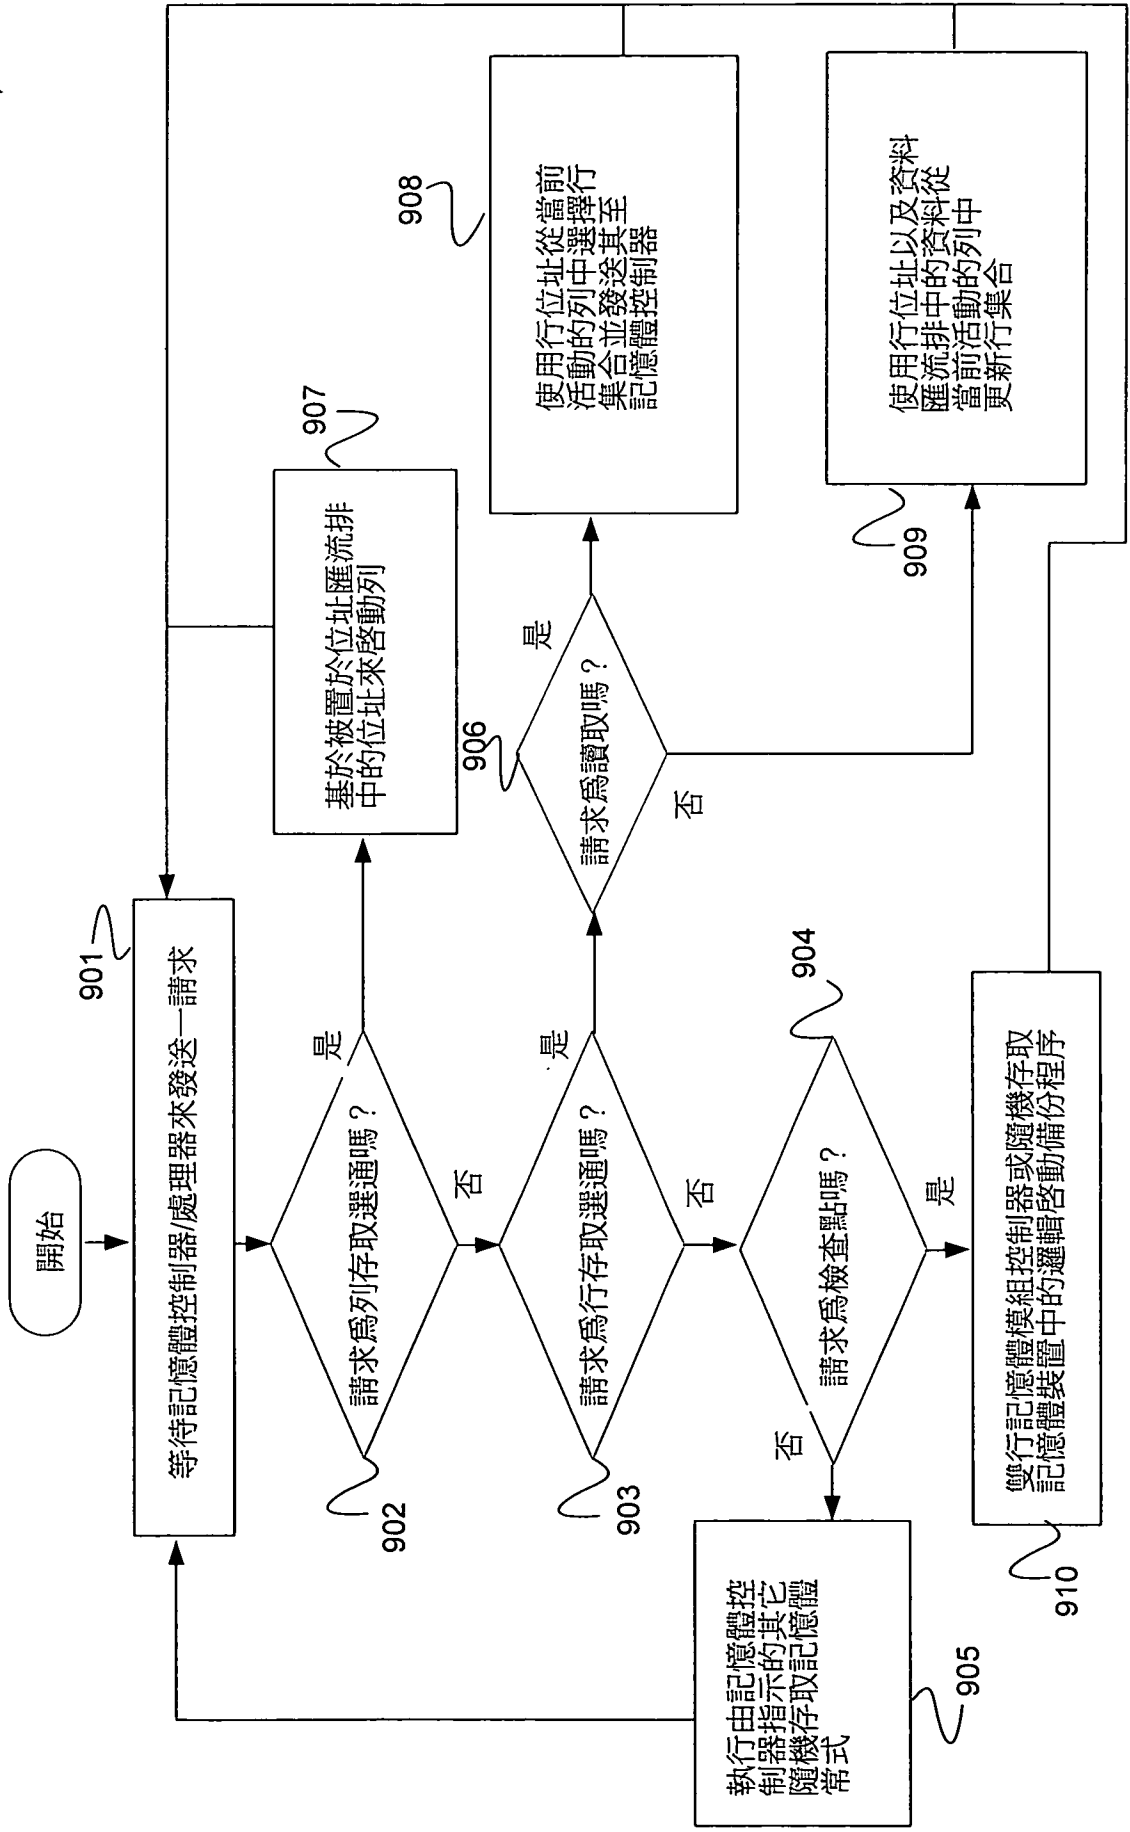 開始
901
等待記憶體控制器/處理器來發送一請求
902
請求爲列存取選通嗎？
是
否
907
基於被置於位址匯流排
中的位址來啓動列
903
請求爲行存取選通嗎？
是
否
906
請求爲讀取嗎？
是
否
908
使用行位址從當前
活動的列中選擇行
集合並發送其至
記憶體控制器
909
使用行位址以及資料
匯流排中的資料從
當前活動的列中
更新行集合
904
請求爲檢查點嗎？
否
是
905
執行由記憶體控
制器指示的其它
隨機存取記憶體
常式
910
雙行記憶體模組控制器或隨機存取
記憶體裝置中的邏輯啓動備份程序